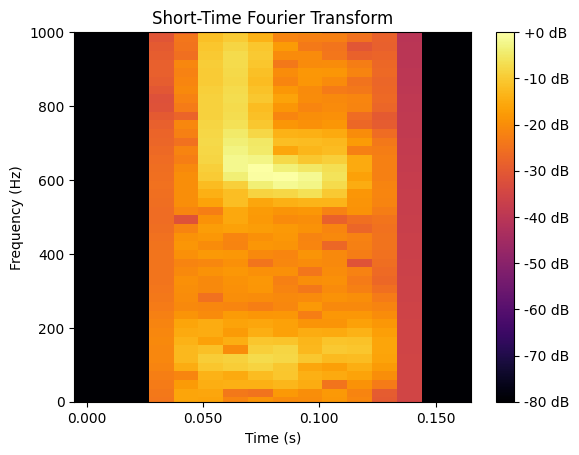 Short-Time Fourier Transform
1000
800
600
400
200
0
Frequency (Hz)
0.000
0.050
0.100
0.150
Time (s)
+0 dB
-10 dB
-20 dB
-30 dB
-40 dB
-50 dB
-60 dB
-70 dB
-80 dB